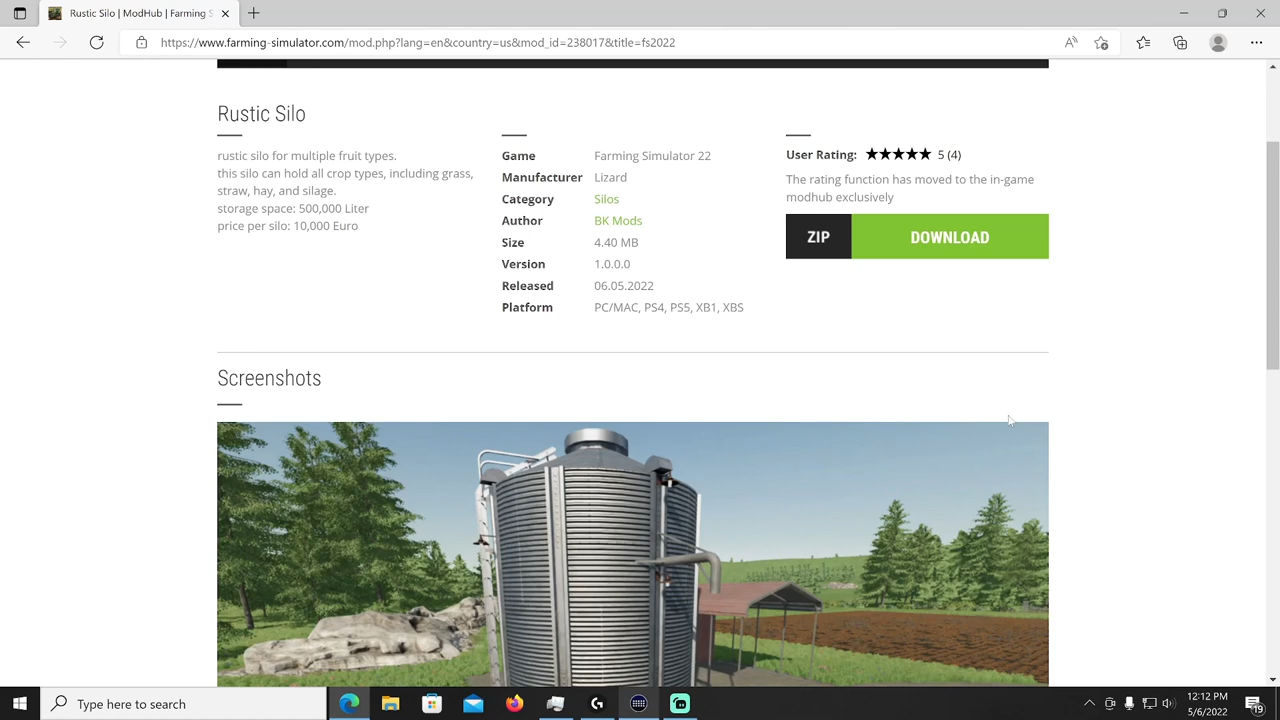 Rustic Silo | ModHub | Farming S
https://www.farming-simulator.com/mod.php?lang=en&country=us&mod_id=238017&title=fs2022
Rustic Silo
rustic silo for multiple fruit types.
this silo can hold all crop types, including grass,
straw, hay, and silage.
storage space: 500,000 Liter
price per silo: 10,000 Euro
Game Farming Simulator 22
Manufacturer Lizard
Category Silos
Author BK Mods
Size 4.40 MB
Version 1.0.0.0
Released 06.05.2022
Platform PC/MAC, PS4, PS5, XB1, XBS
User Rating: ★★★★★ 5 (4)
The rating function has moved to the in-game
modhub exclusively
ZIP DOWNLOAD
Screenshots
Type here to search
12:12 PM
5/6/2022